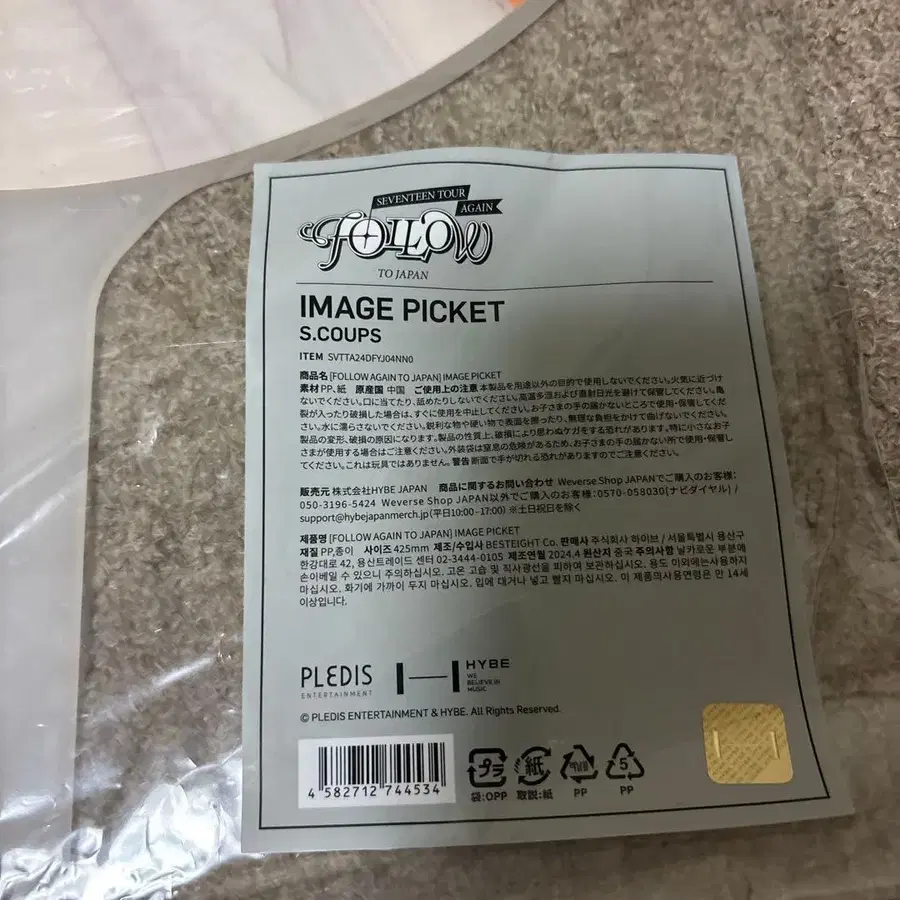 SEVENTEEN TOUR
AGAIN
FOLLOW
TO JAPAN
IMAGE PICKET
S.COUPS
ITEM SVTTA24DFYJ04NN0
商品名 [FOLLOW AGAIN TO JAPAN] IMAGE PICKET
素材 PP、紙 原産国 中国 ご使用上の注意 本製品を用途以外の目的で使用しないでください。火気に近づけ
ないでください。口に当てたり、舐めたりしないでください。高温多湿および直射日光を避けて保管してください。亀
裂が入ったり破損した場合は、すぐに使用を中止してください。お子さまの手の届かないところで使用・保管してくだ
さい。水に濡らさないでください。鋭利な物や硬い物で表面を擦ったり、無理な負担をかけて曲げないでください。
製品の変形、破損の原因になります。製品の性質上、破損により思わぬケガをする恐れがあります。特に小さなお子
さまが使用する場合はご注意ください。外装袋は窒息の危険があるため、お子さまの手の届かない所で使用・保管し
てください。これは玩具ではありません。警告 断面で手が切れる恐れがありますのでご注意ください。
販売元 株式会社HYBE JAPAN 商品に関するお問い合わせ Weverse Shop JAPANでご購入のお客様:
050-3196-5424 Weverse Shop JAPAN以外でご購入のお客様:0570-058030(ナビダイヤル) /
support@hybejapanmerch.jp(平日10:00-17:00) ※土日祝日を除く
제품명 [FOLLOW AGAIN TO JAPAN] IMAGE PICKET
재질 PP,종이 사이즈 425mm 제조/수입사 BESTEIGHT Co. 판매사 주식회사 하이브 / 서울특별시 용산구
한강대로 42, 용산트레이드 센터 02-3444-0105 제조연월 2024.4 원산지 중국 주의사항 날카로운 부분에
손이베일 수 있으니 주의하십시오. 고온 고습 및 직사광선을 피하여 보관하십시오. 용도 이외에는사용하지
마십시오. 화기에 가까이 두지 마십시오. 입에 대거나 넣고 빨지 마십시오. 이 제품의사용연령은 만 14세
이상입니다.
PLEDIS
ENTERTAINMENT
HYBE
WE
BELIEVE IN
MUSIC
© PLEDIS ENTERTAINMENT & HYBE. All Rights Reserved.
4 582712 744534
プラ 紙 5
袋:OPP 取説:紙 PP PP